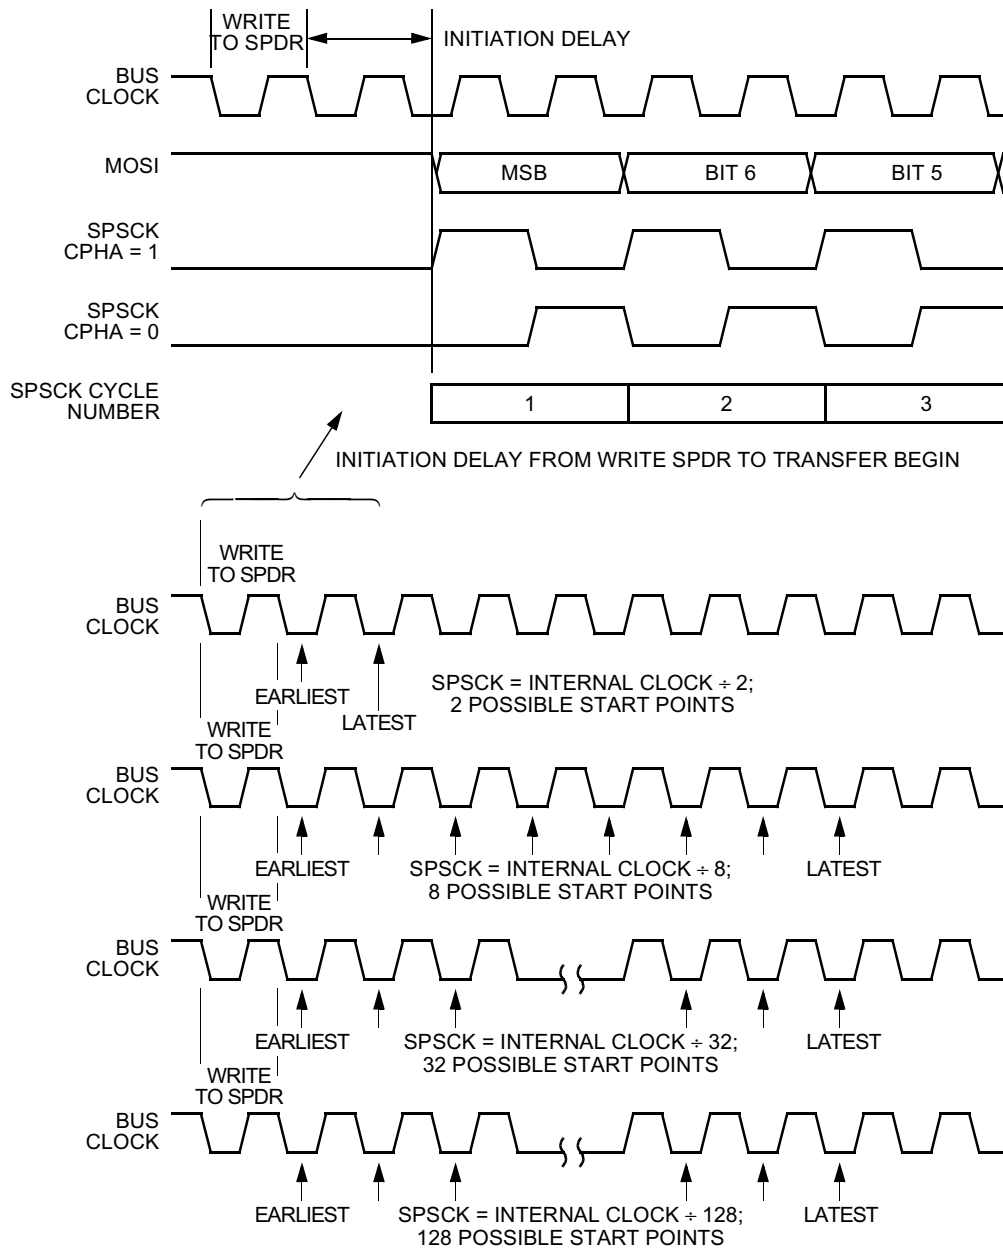 WRITE
TO SPDR
INITIATION DELAY
BUS
CLOCK
MOSI
MSB
BIT 6
BIT 5
SPSCK
CPHA = 1
SPSCK
CPHA = 0
SPSCK CYCLE
NUMBER
1
2
3
INITIATION DELAY FROM WRITE SPDR TO TRANSFER BEGIN
WRITE
TO SPDR
BUS
CLOCK
EARLIEST
LATEST
SPSCK = INTERNAL CLOCK ÷ 2;
2 POSSIBLE START POINTS
WRITE
TO SPDR
BUS
CLOCK
EARLIEST
SPSCK = INTERNAL CLOCK ÷ 8;
8 POSSIBLE START POINTS
LATEST
WRITE
TO SPDR
BUS
CLOCK
EARLIEST
SPSCK = INTERNAL CLOCK ÷ 32;
32 POSSIBLE START POINTS
LATEST
WRITE
TO SPDR
BUS
CLOCK
EARLIEST
SPSCK = INTERNAL CLOCK ÷ 128;
128 POSSIBLE START POINTS
LATEST